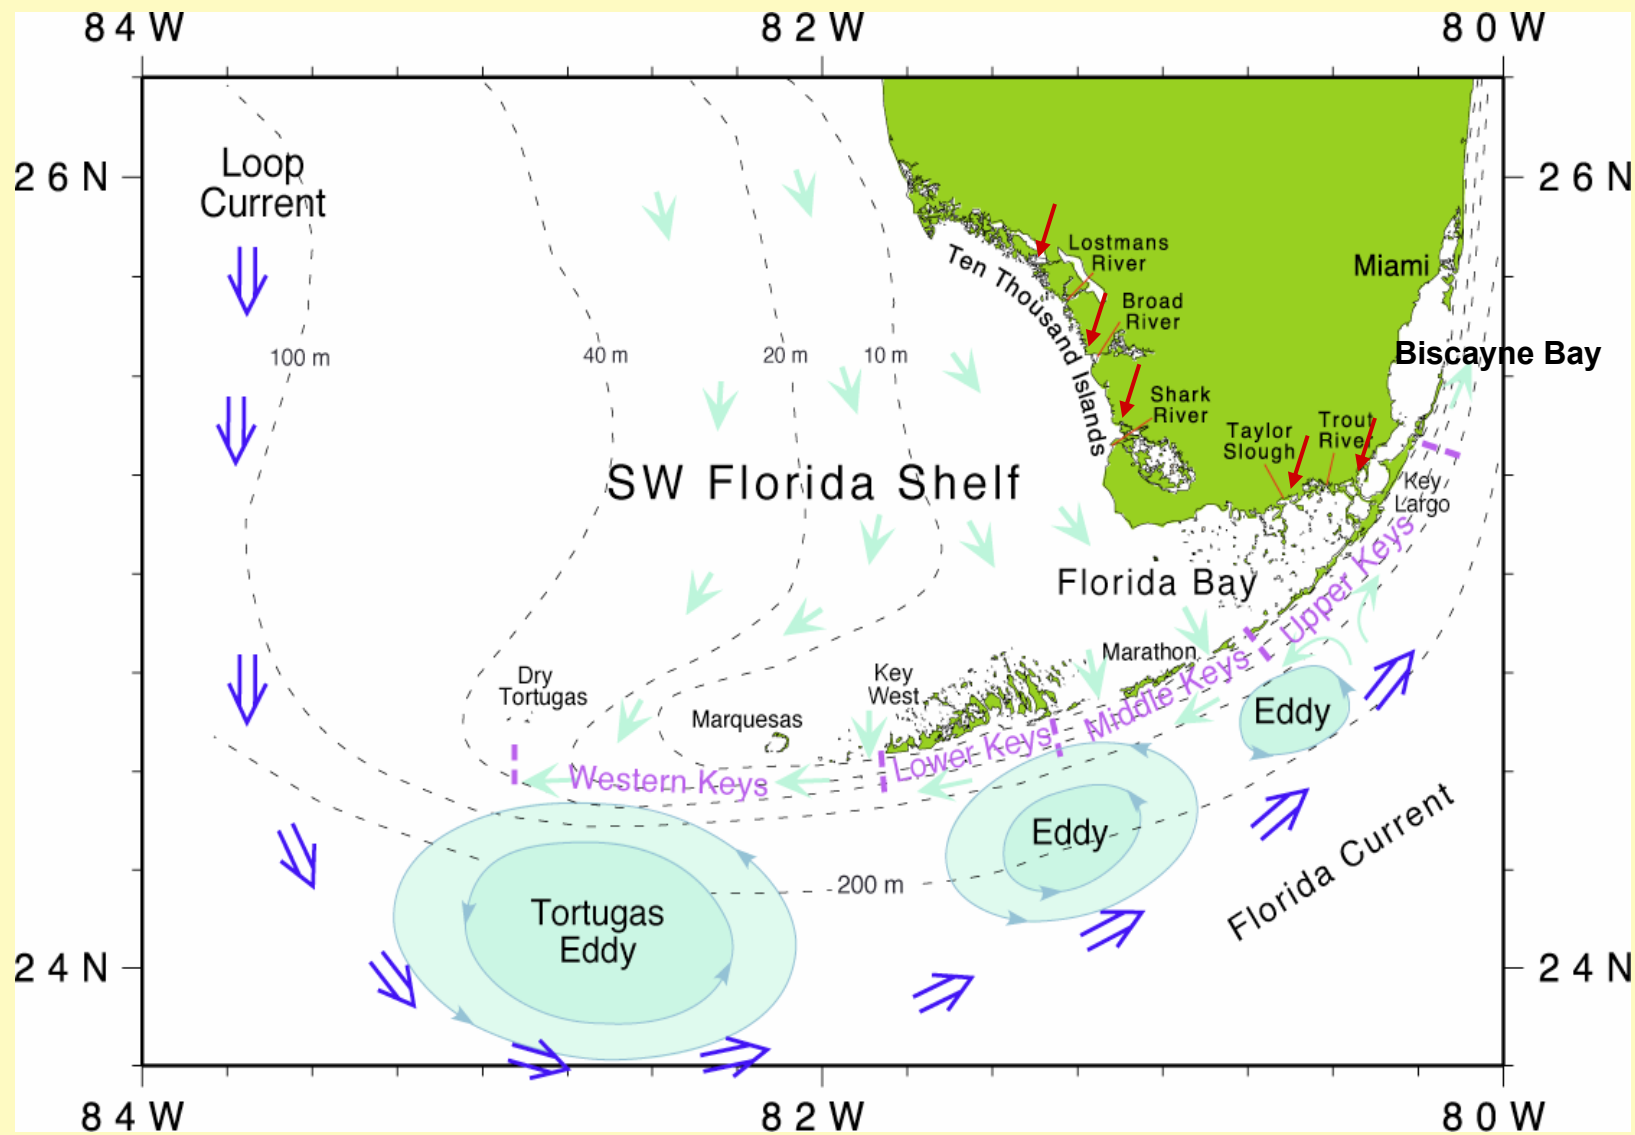 84W 82W 80W
26N 26N
Loop
Current
Lostmans
River
Miami
Ten Thousand Islands
Broad
River
Biscayne Bay
100 m 40 m 20 m 10 m
Shark
River
Taylor
Slough
Trout
River
SW Florida Shelf
Key
Largo
Florida Bay
Upper Keys
Marathon
Dry
Tortugas
Key
West
Marquesas
Middle Keys
Lower Keys
Western Keys
Eddy
Eddy
Florida Current
200 m
Tortugas
Eddy
24N 24N
84W 82W 80W